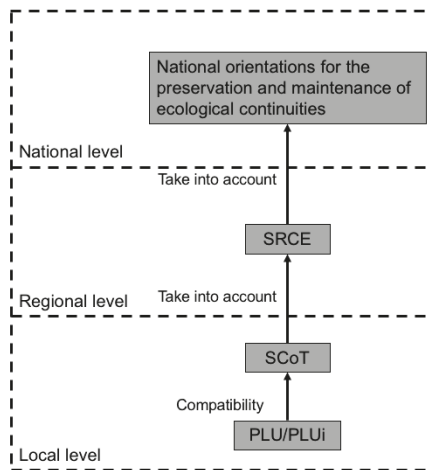 National orientations for the
preservation and maintenance of
ecological continuities
National level
Take into account
SRCE
Regional level
Take into account
SCoT
Compatibility
PLU/PLUi
Local level